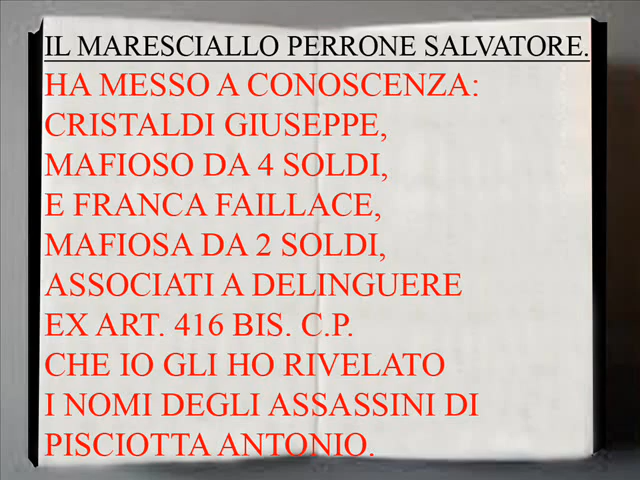 IL MARESCIALLO PERRONE SALVATORE.
HA MESSO A CONOSCENZA:
CRISTALDI GIUSEPPE,
MAFIOSO DA 4 SOLDI,
E FRANCA FAILLACE,
MAFIOSA DA 2 SOLDI,
ASSOCIATI A DELINGUERE
EX ART. 416 BIS. C.P.
CHE IO GLI HO RIVELATO
I NOMI DEGLI ASSASSINI DI
PISCIOTTA ANTONIO.